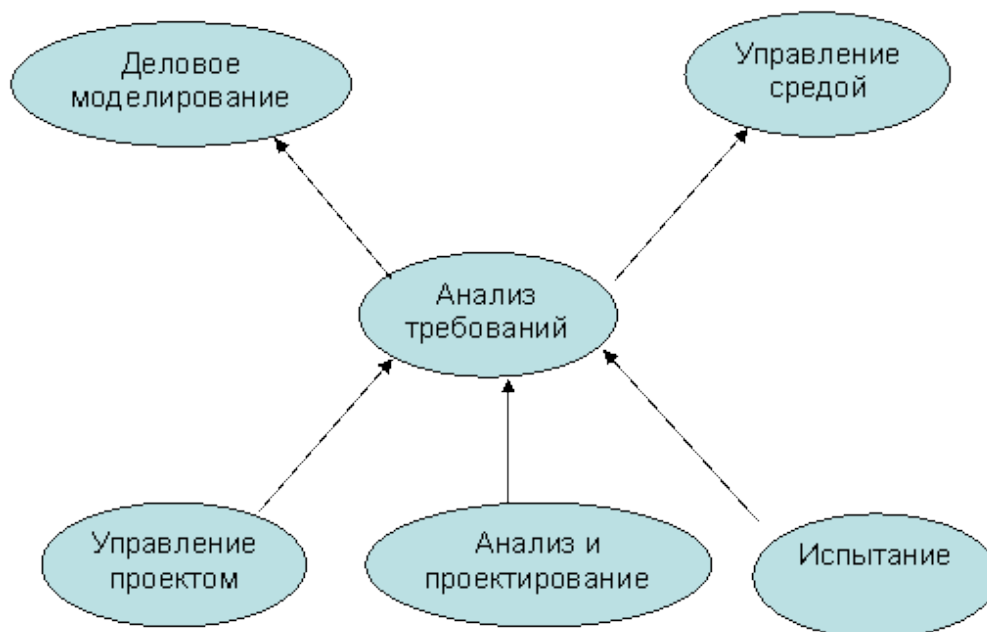 Деловое
моделирование
Управление
средой
Анализ
требований
Управление
проектом
Анализ и
проектирование
Испытание